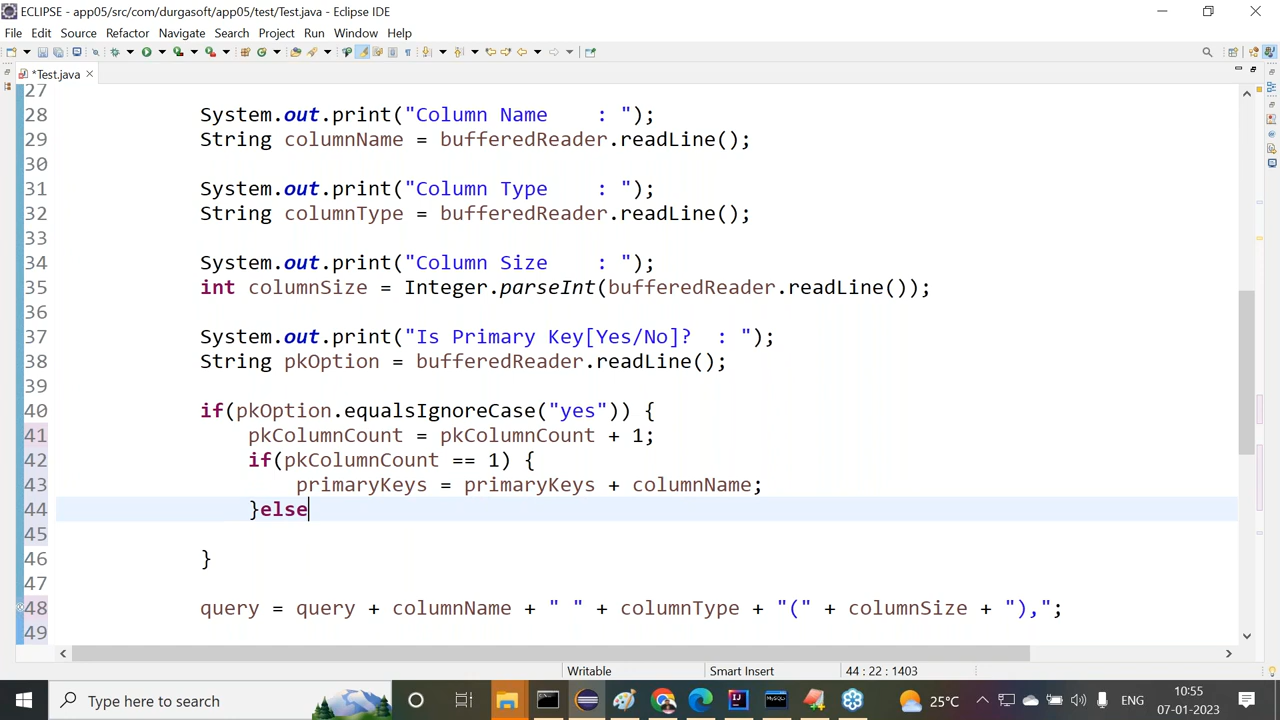 ECLIPSE - app05/src/com/durgasoft/app05/test/Test.java - Eclipse IDE
File Edit Source Refactor Navigate Search Project Run Window Help
*Test.java
27
28 System.out.print("Column Name    : ");
29 String columnName = bufferedReader.readLine();
30
31 System.out.print("Column Type    : ");
32 String columnType = bufferedReader.readLine();
33
34 System.out.print("Column Size    : ");
35 int columnSize = Integer.parseInt(bufferedReader.readLine());
36
37 System.out.print("Is Primary Key[Yes/No]?  : ");
38 String pkOption = bufferedReader.readLine();
39
40 if(pkOption.equalsIgnoreCase("yes")) {
41 pkColumnCount = pkColumnCount + 1;
42 if(pkColumnCount == 1) {
43 primaryKeys = primaryKeys + columnName;
44 }else
45
46 }
47
48 query = query + columnName + " " + columnType + "(" + columnSize + "),";
49
Writable Smart Insert 44 : 22 : 1403
Type here to search 25°C ENG 10:55
07-01-2023